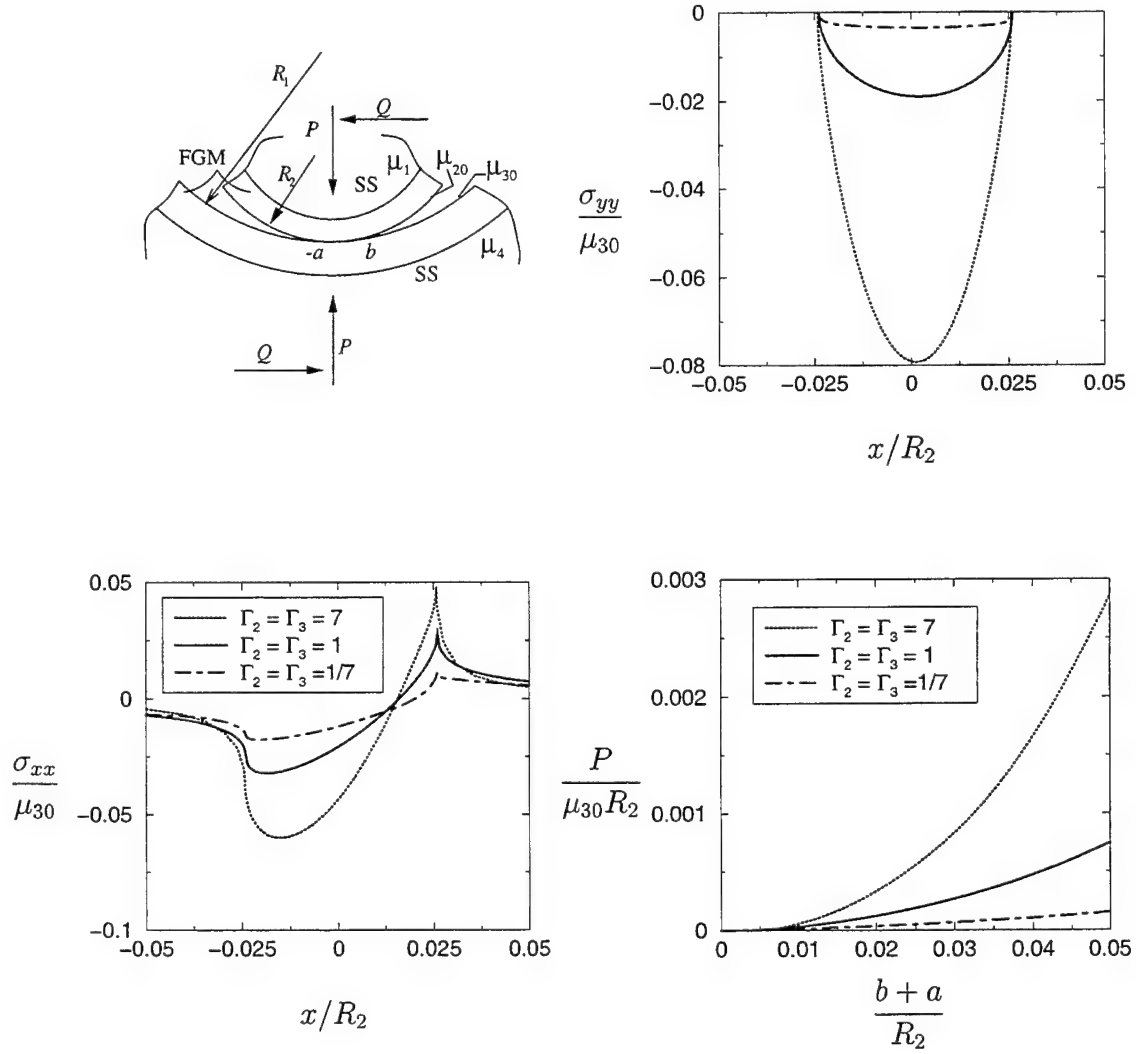 R₁
P
Q
FGM
R₂
μ₁
μ₂₀
μ₃₀
SS
-a
b
μ₄
SS
Q
P
0
-0.02
-0.04
-0.06
-0.08
σ_yy / μ₃₀
-0.05
-0.025
0
0.025
0.05
x/R₂
0.05
0
-0.05
-0.1
Γ₂ = Γ₃ = 7
Γ₂ = Γ₃ = 1
Γ₂ = Γ₃ =1/7
σ_xx / μ₃₀
-0.05
-0.025
0
0.025
0.05
x/R₂
0.003
0.002
0.001
0
Γ₂ = Γ₃ = 7
Γ₂ = Γ₃ = 1
Γ₂ = Γ₃ =1/7
P / μ₃₀R₂
0
0.01
0.02
0.03
0.04
0.05
b + a / R₂